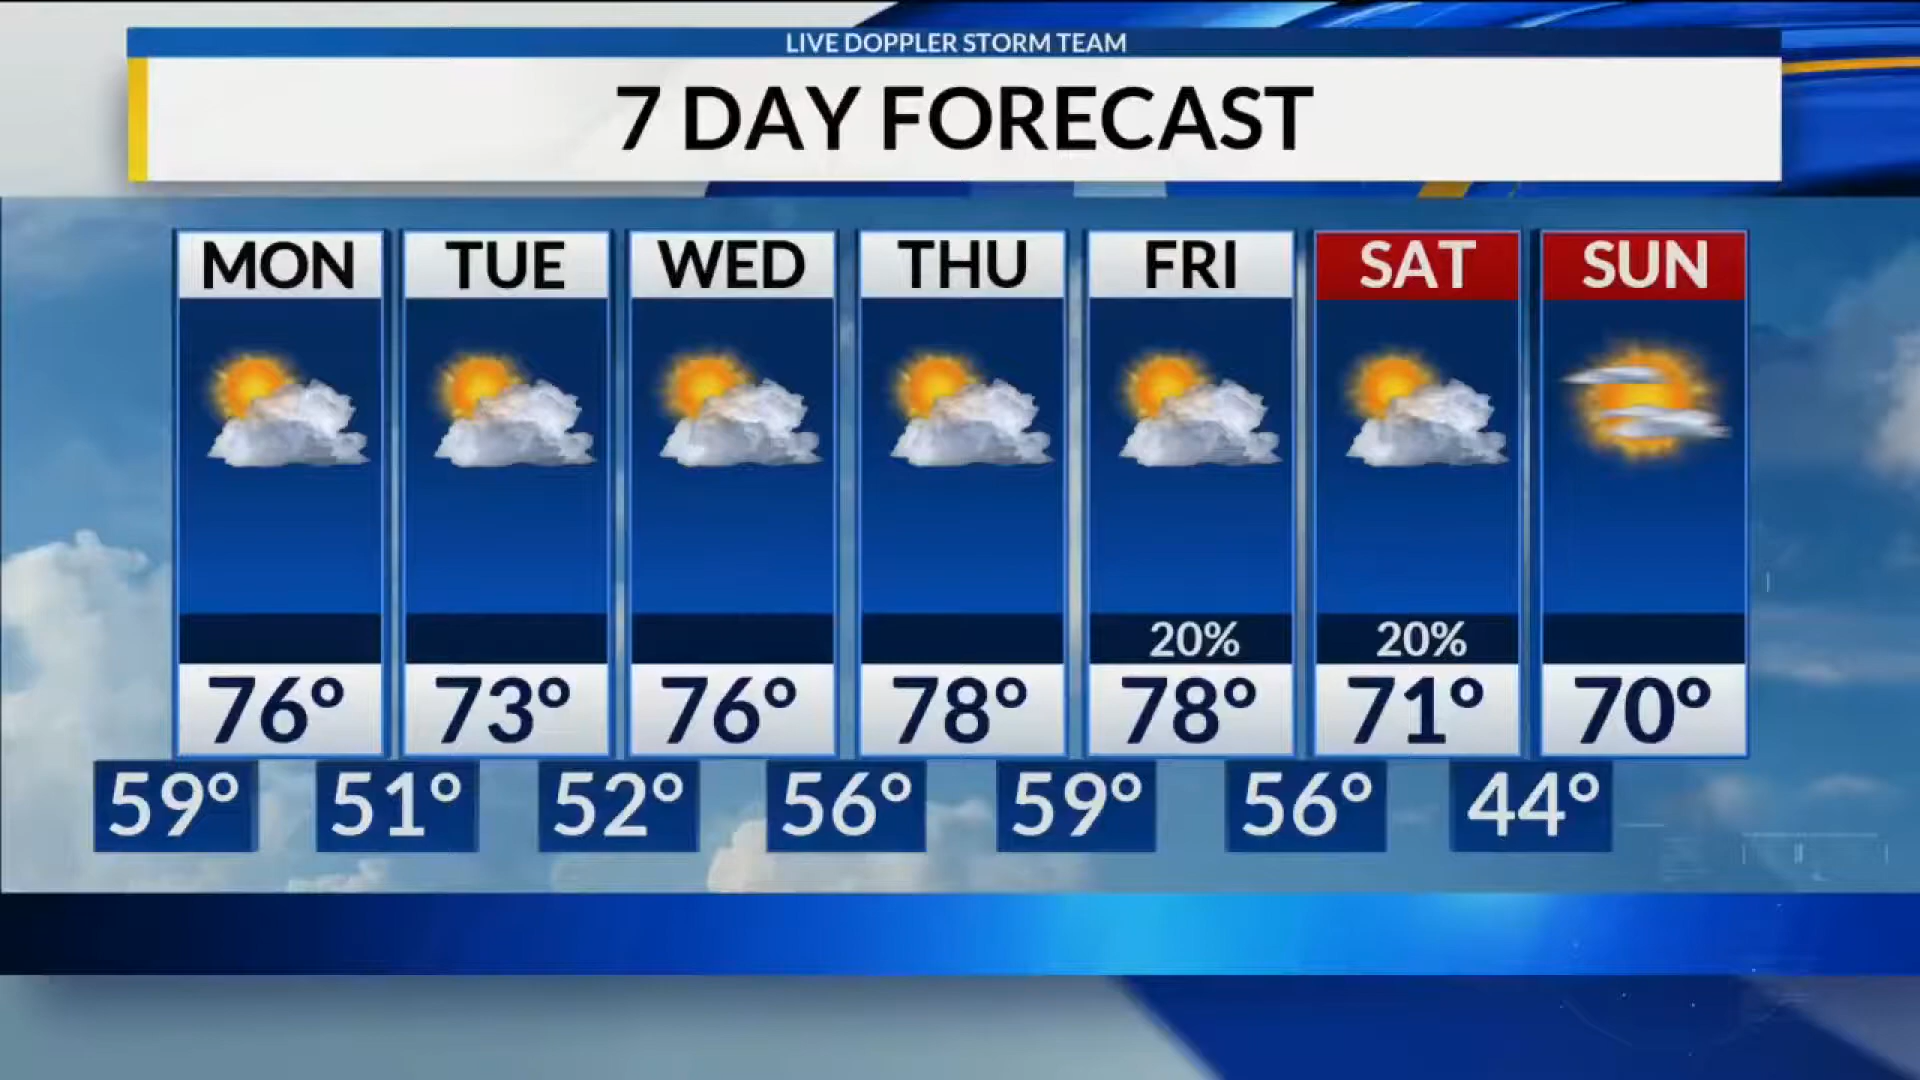 LIVE DOPPLER STORM TEAM
7 DAY FORECAST
MON TUE WED THU FRI SAT SUN
20% 20%
76° 73° 76° 78° 78° 71° 70°
59° 51° 52° 56° 59° 56° 44°